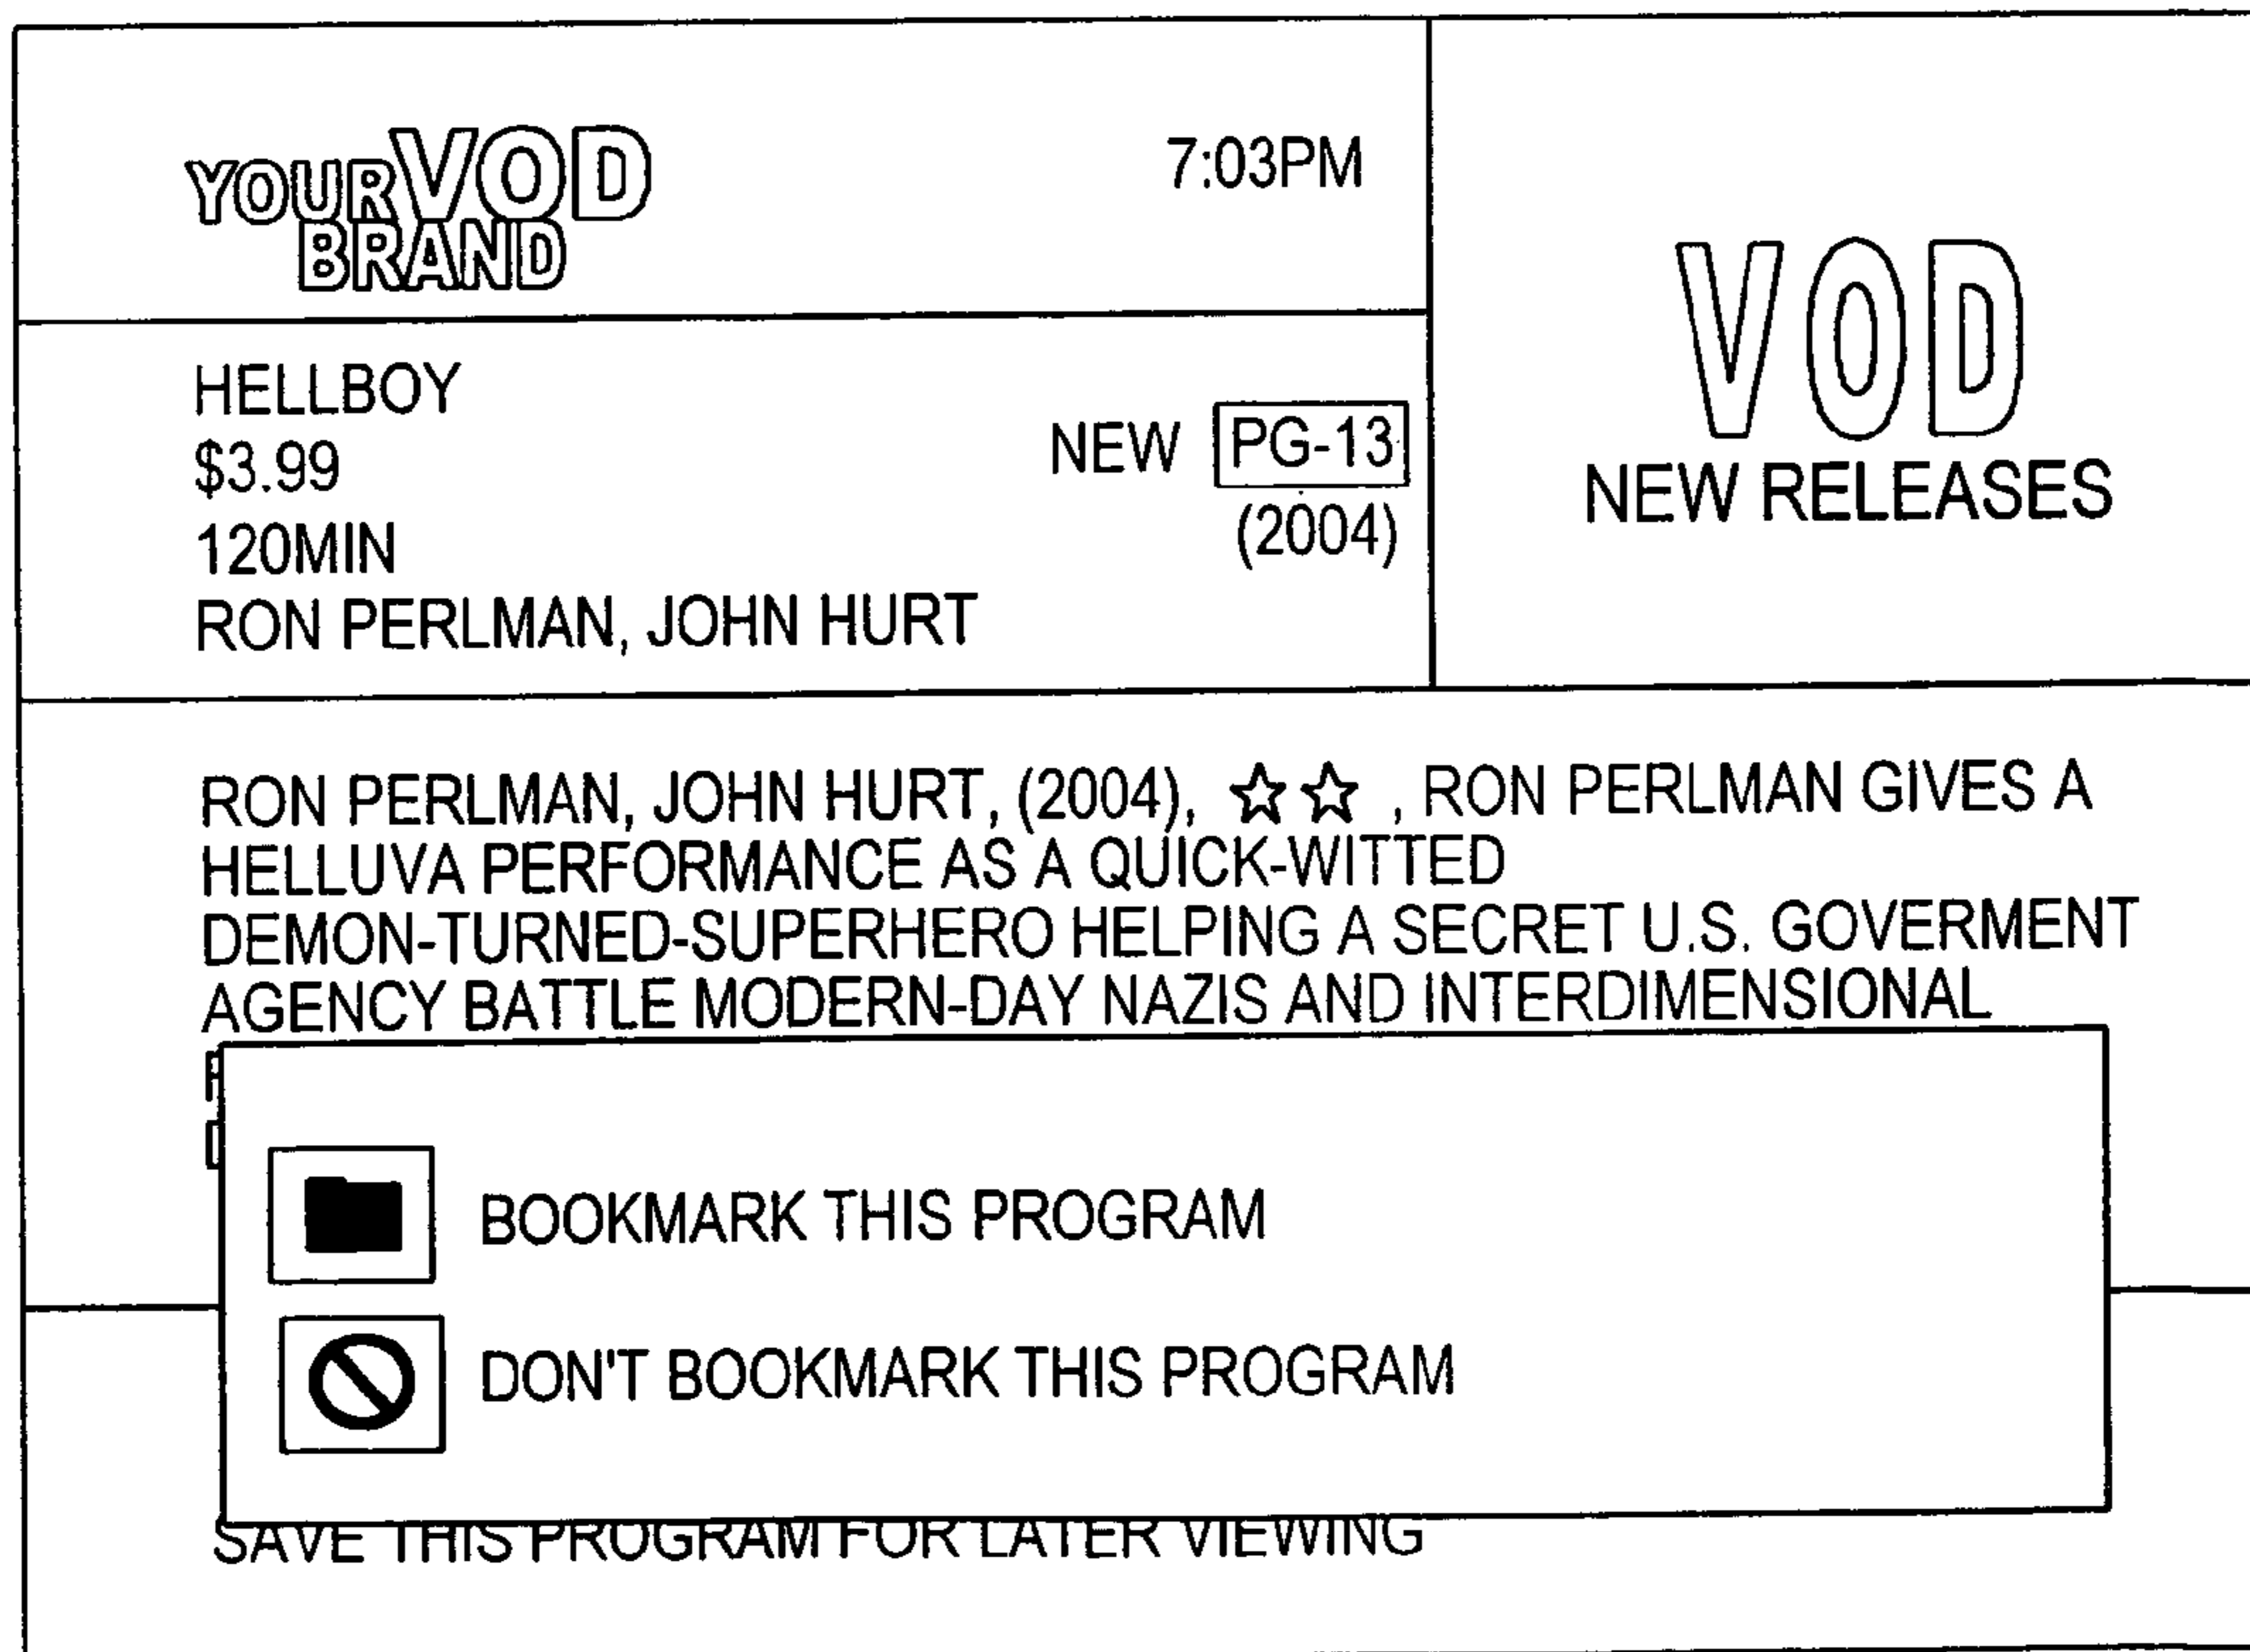 YOUR VOD
BRAND
7:03PM
VOD
NEW RELEASES
HELLBOY
$3.99
120MIN
RON PERLMAN, JOHN HURT
NEW PG-13
(2004)
RON PERLMAN, JOHN HURT, (2004), ☆☆ , RON PERLMAN GIVES A
HELLUVA PERFORMANCE AS A QUICK-WITTED
DEMON-TURNED-SUPERHERO HELPING A SECRET U.S. GOVERMENT
AGENCY BATTLE MODERN-DAY NAZIS AND INTERDIMENSIONAL
BOOKMARK THIS PROGRAM
DON'T BOOKMARK THIS PROGRAM
SAVE THIS PROGRAM FOR LATER VIEWING